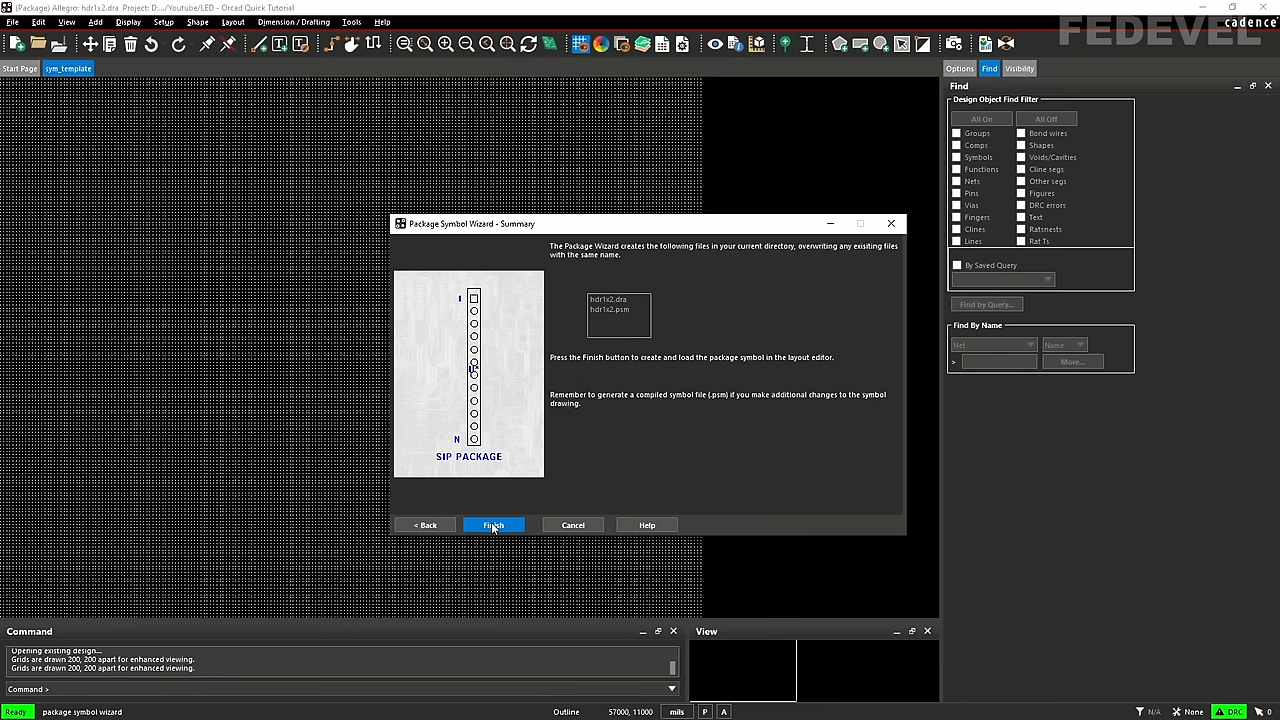 (Package) Allegro: hdr1x2.dra Project: D:.../Youtube/LED - Orcad Quick Tutorial
File Edit View Add Display Setup Shape Layout Dimension / Drafting Tools Help
cadence
FEDEVEL
Start Page sym_template
Options Find Visibility
Find
Design Object Find Filter
All On All Off
Groups Bond wires
Comps Shapes
Symbols Voids/Cavities
Functions Cline segs
Nets Other segs
Pins Figures
Vias DRC errors
Fingers Text
Clines Ratsnests
Lines Rat Ts
By Saved Query
Find by Query...
Find By Name
Net Name
> More...
Package Symbol Wizard - Summary
The Package Wizard creates the following files in your current directory, overwriting any exisiting files
with the same name.
hdr1x2.dra
hdr1x2.psm
Press the Finish button to create and load the package symbol in the layout editor.
Remember to generate a compiled symbol file (.psm) if you make additional changes to the symbol
drawing.
1
N
SIP PACKAGE
< Back Finish Cancel Help
Command
Opening existing design...
Grids are drawn 200, 200 apart for enhanced viewing.
Grids are drawn 200, 200 apart for enhanced viewing.
Command >
View
Ready package symbol wizard Outline 57000, 11000 mils P A N/A None DRC 0